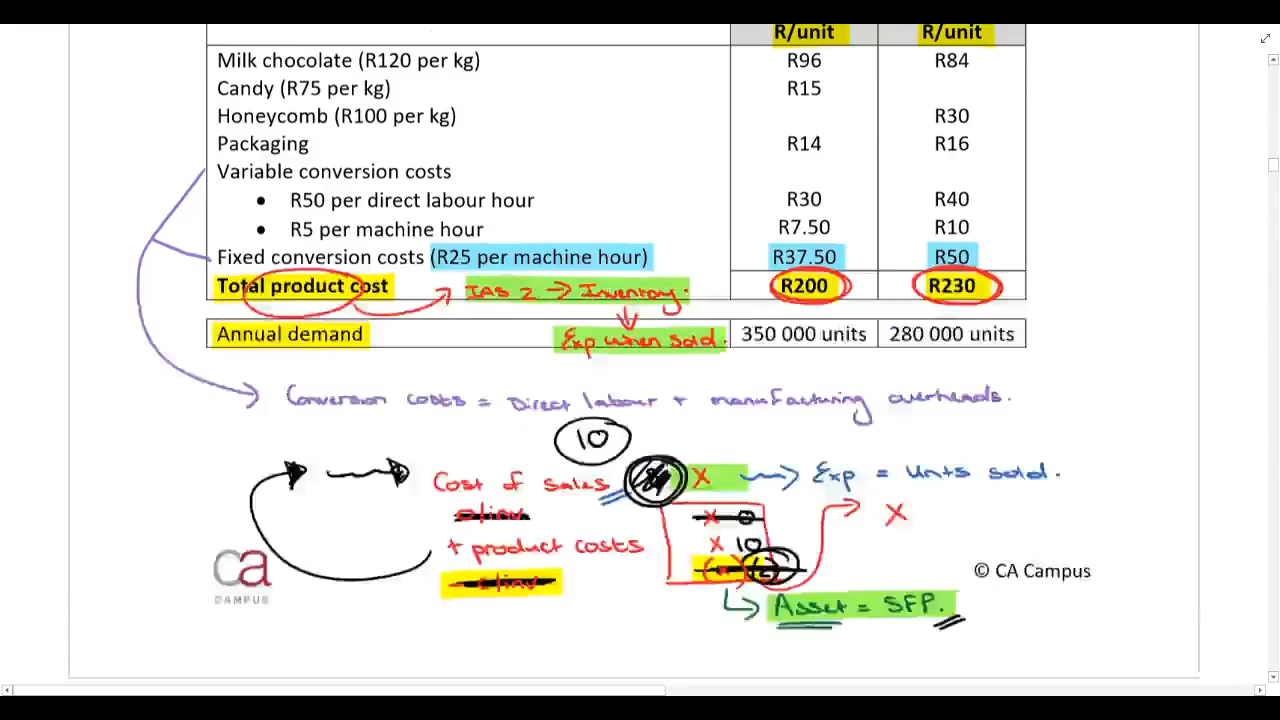 R/unit R/unit
Milk chocolate (R120 per kg) R96 R84
Candy (R75 per kg) R15
Honeycomb (R100 per kg) R30
Packaging R14 R16
Variable conversion costs
• R50 per direct labour hour R30 R40
• R5 per machine hour R7.50 R10
Fixed conversion costs (R25 per machine hour) R37.50 R50
Total product cost IAS 2 → Inventory. R200 R230
Annual demand Exp when sold. 350 000 units 280 000 units
Conversion costs = Direct labour + manufacturing overheads.
10
Cost of sales X Exp = Units sold.
o/inv X 0 X
+ product costs X 10
- c/inv
ca
CAMPUS
© CA Campus
Asset = SFP.